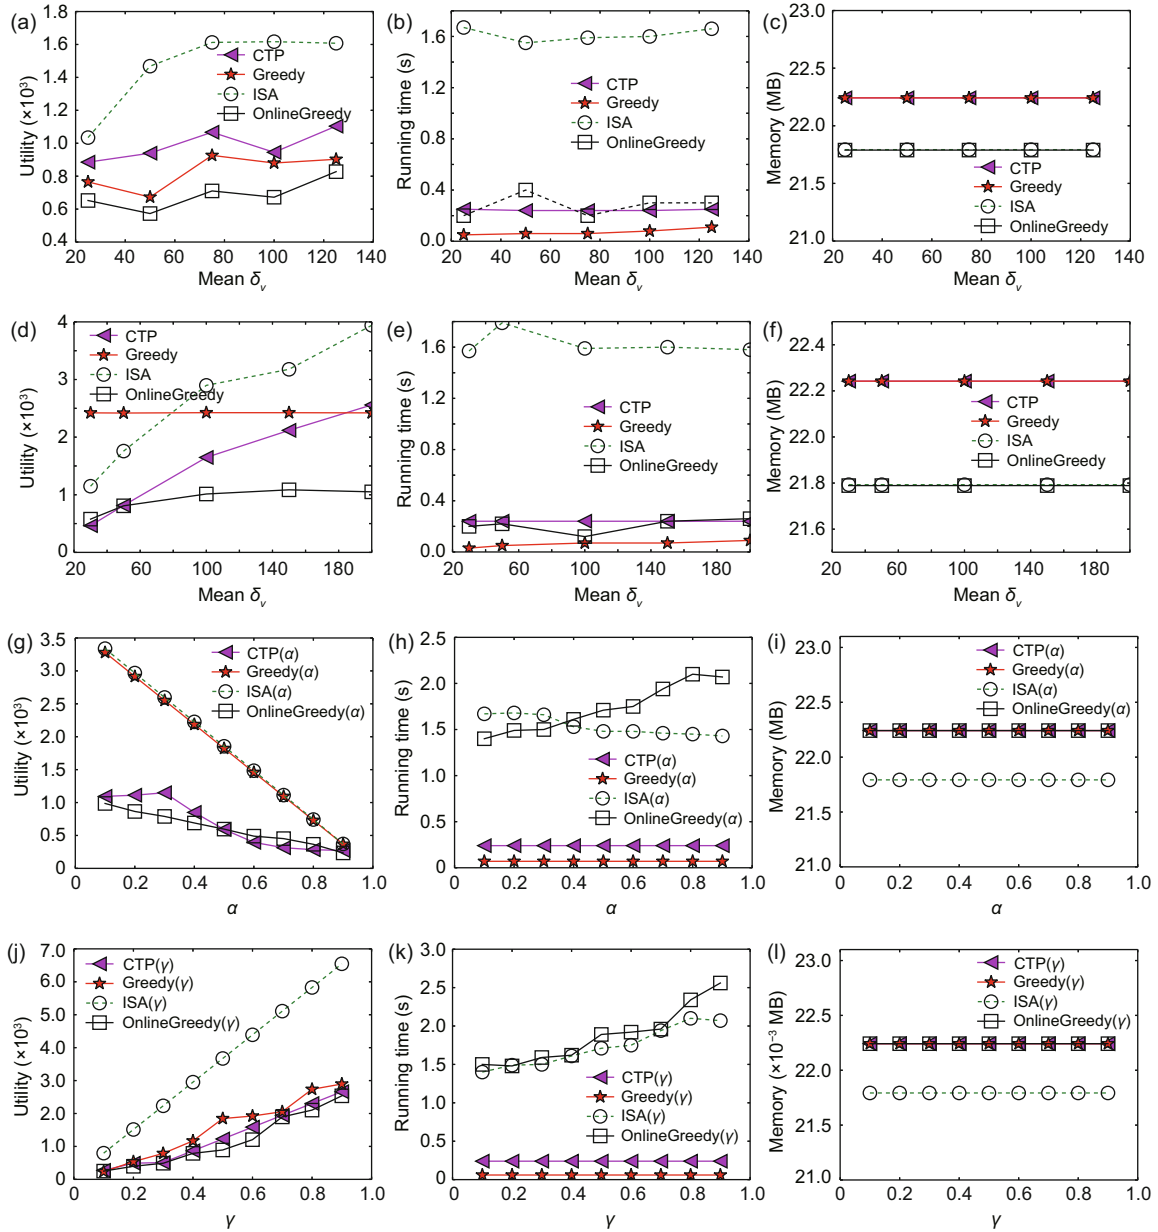 (a)
1.8
1.6
1.4
1.2
1.0
0.8
0.6
0.4
Utility (×10³)
CTP
Greedy
ISA
OnlineGreedy
20 40 60 80 100 120 140
Mean δᵥ
(b)
1.6
1.2
0.8
0.4
0.0
Running time (s)
CTP
Greedy
ISA
OnlineGreedy
20 40 60 80 100 120 140
Mean δᵥ
(c)
23.0
22.5
22.0
21.5
21.0
Memory (MB)
CTP
Greedy
ISA
OnlineGreedy
20 40 60 80 100 120 140
Mean δᵥ
(d)
4
3
2
1
0
Utility (×10³)
CTP
Greedy
ISA
OnlineGreedy
20 60 100 140 180
Mean δᵥ
(e)
1.6
1.2
0.8
0.4
0.0
Running time (s)
CTP
Greedy
ISA
OnlineGreedy
20 60 100 140 180
Mean δᵥ
(f)
22.4
22.2
22.0
21.8
21.6
Memory (MB)
CTP
Greedy
ISA
OnlineGreedy
20 60 100 140 180
Mean δᵥ
(g)
3.5
3.0
2.5
2.0
1.5
1.0
0.5
0
Utility (×10³)
CTP(α)
Greedy(α)
ISA(α)
OnlineGreedy(α)
0 0.2 0.4 0.6 0.8 1.0
α
(h)
2.5
2.0
1.5
1.0
0.5
0
Running time (s)
CTP(α)
Greedy(α)
ISA(α)
OnlineGreedy(α)
0 0.2 0.4 0.6 0.8 1.0
α
(i)
23.0
22.5
22.0
21.5
21.0
Memory (MB)
CTP(α)
Greedy(α)
ISA(α)
OnlineGreedy(α)
0 0.2 0.4 0.6 0.8 1.0
α
(j)
7.0
6.0
5.0
4.0
3.0
2.0
1.0
0
Utility (×10³)
CTP(γ)
Greedy(γ)
ISA(γ)
OnlineGreedy(γ)
0 0.2 0.4 0.6 0.8 1.0
γ
(k)
3.0
2.5
2.0
1.5
1.0
0.5
0
Running time (s)
CTP(γ)
Greedy(γ)
ISA(γ)
OnlineGreedy(γ)
0 0.2 0.4 0.6 0.8 1.0
γ
(l)
23.0
22.5
22.0
21.5
21.0
Memory (×10⁻³ MB)
CTP(γ)
Greedy(γ)
ISA(γ)
OnlineGreedy(γ)
0 0.2 0.4 0.6 0.8 1.0
γ